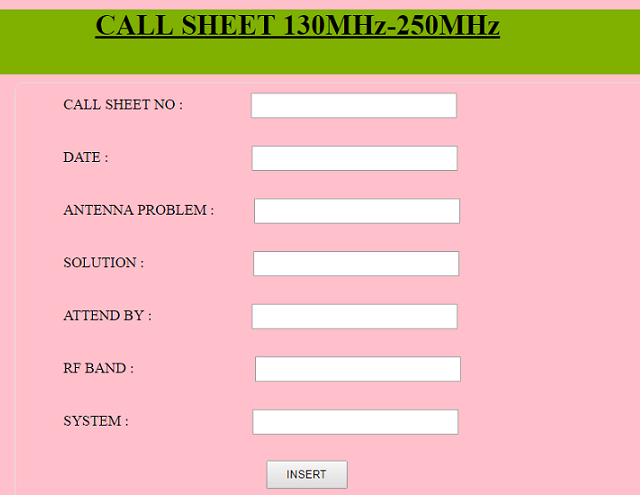 CALL SHEET 130MHz-250MHz
CALL SHEET NO :
DATE :
ANTENNA PROBLEM :
SOLUTION :
ATTEND BY :
RF BAND :
SYSTEM :
INSERT